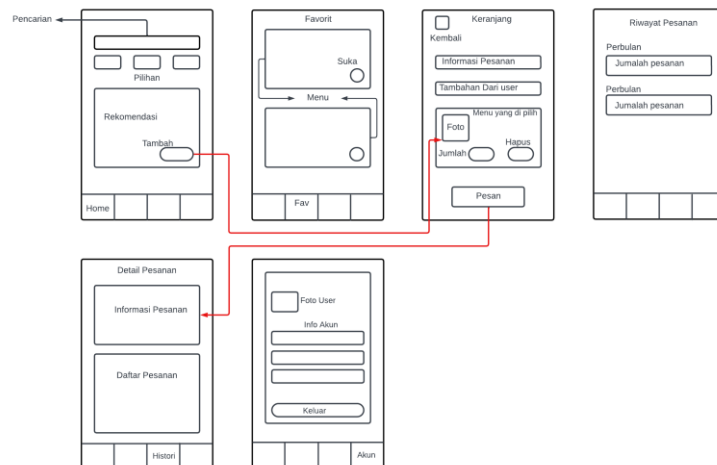 Pencarian
Pilihan
Rekomendasi
Tambah
Home
Favorit
Suka
Menu
Fav
Keranjang
Kembali
Informasi Pesanan
Tambahan Dari user
Menu yang di pilih
Foto
Jumlah
Hapus
Pesan
Riwayat Pesanan
Perbulan
Jumalah pesanan
Perbulan
Jumalah pesanan
Detail Pesanan
Informasi Pesanan
Daftar Pesanan
Histori
Foto User
Info Akun
Keluar
Akun